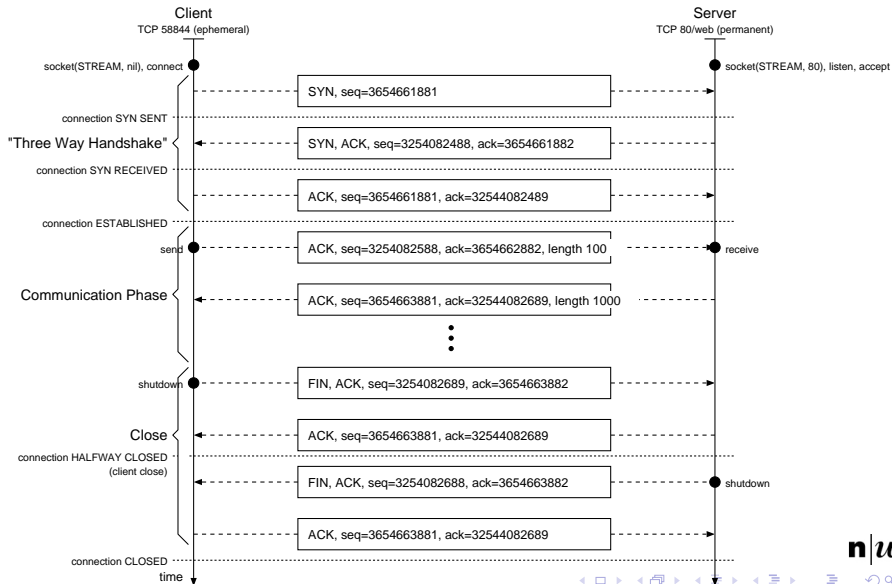 Client
TCP 58844 (ephemeral)
Server
TCP 80/web (permanent)
socket(STREAM, nil), connect
socket(STREAM, 80), listen, accept
SYN, seq=3654661881
connection SYN SENT
"Three Way Handshake"
SYN, ACK, seq=3254082488, ack=3654661882
connection SYN RECEIVED
ACK, seq=3654661881, ack=32544082489
connection ESTABLISHED
send
ACK, seq=3254082588, ack=3654662882, length 100
receive
Communication Phase
ACK, seq=3654663881, ack=32544082689, length 1000
shutdown
FIN, ACK, seq=3254082689, ack=3654663882
Close
ACK, seq=3654663881, ack=32544082689
connection HALFWAY CLOSED
(client close)
FIN, ACK, seq=3254082688, ack=3654663882
shutdown
ACK, seq=3654663881, ack=32544082689
connection CLOSED
time